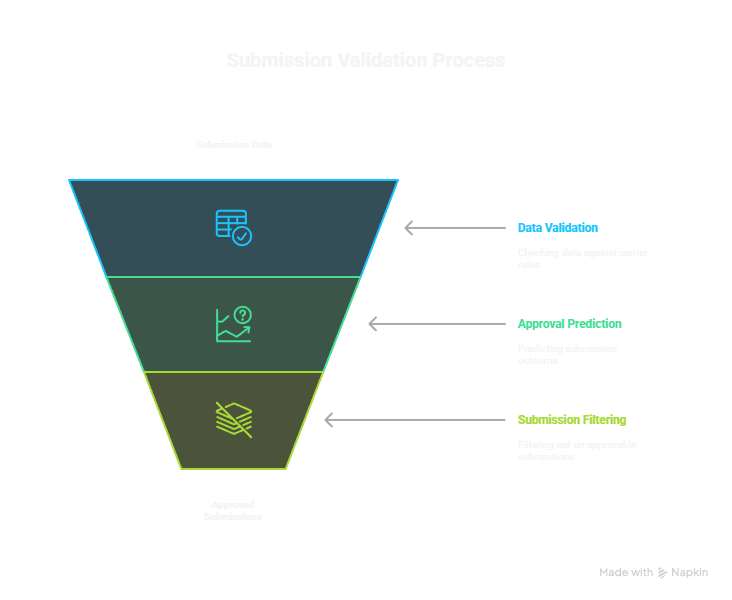 Submission Validation Process
Submission Data
Data Validation
Checking data against carrier
rules
Approval Prediction
Predicting submission
outcome
Submission Filtering
Filtering out un-approvable
submissions
Approved
Submissions
Made with Napkin